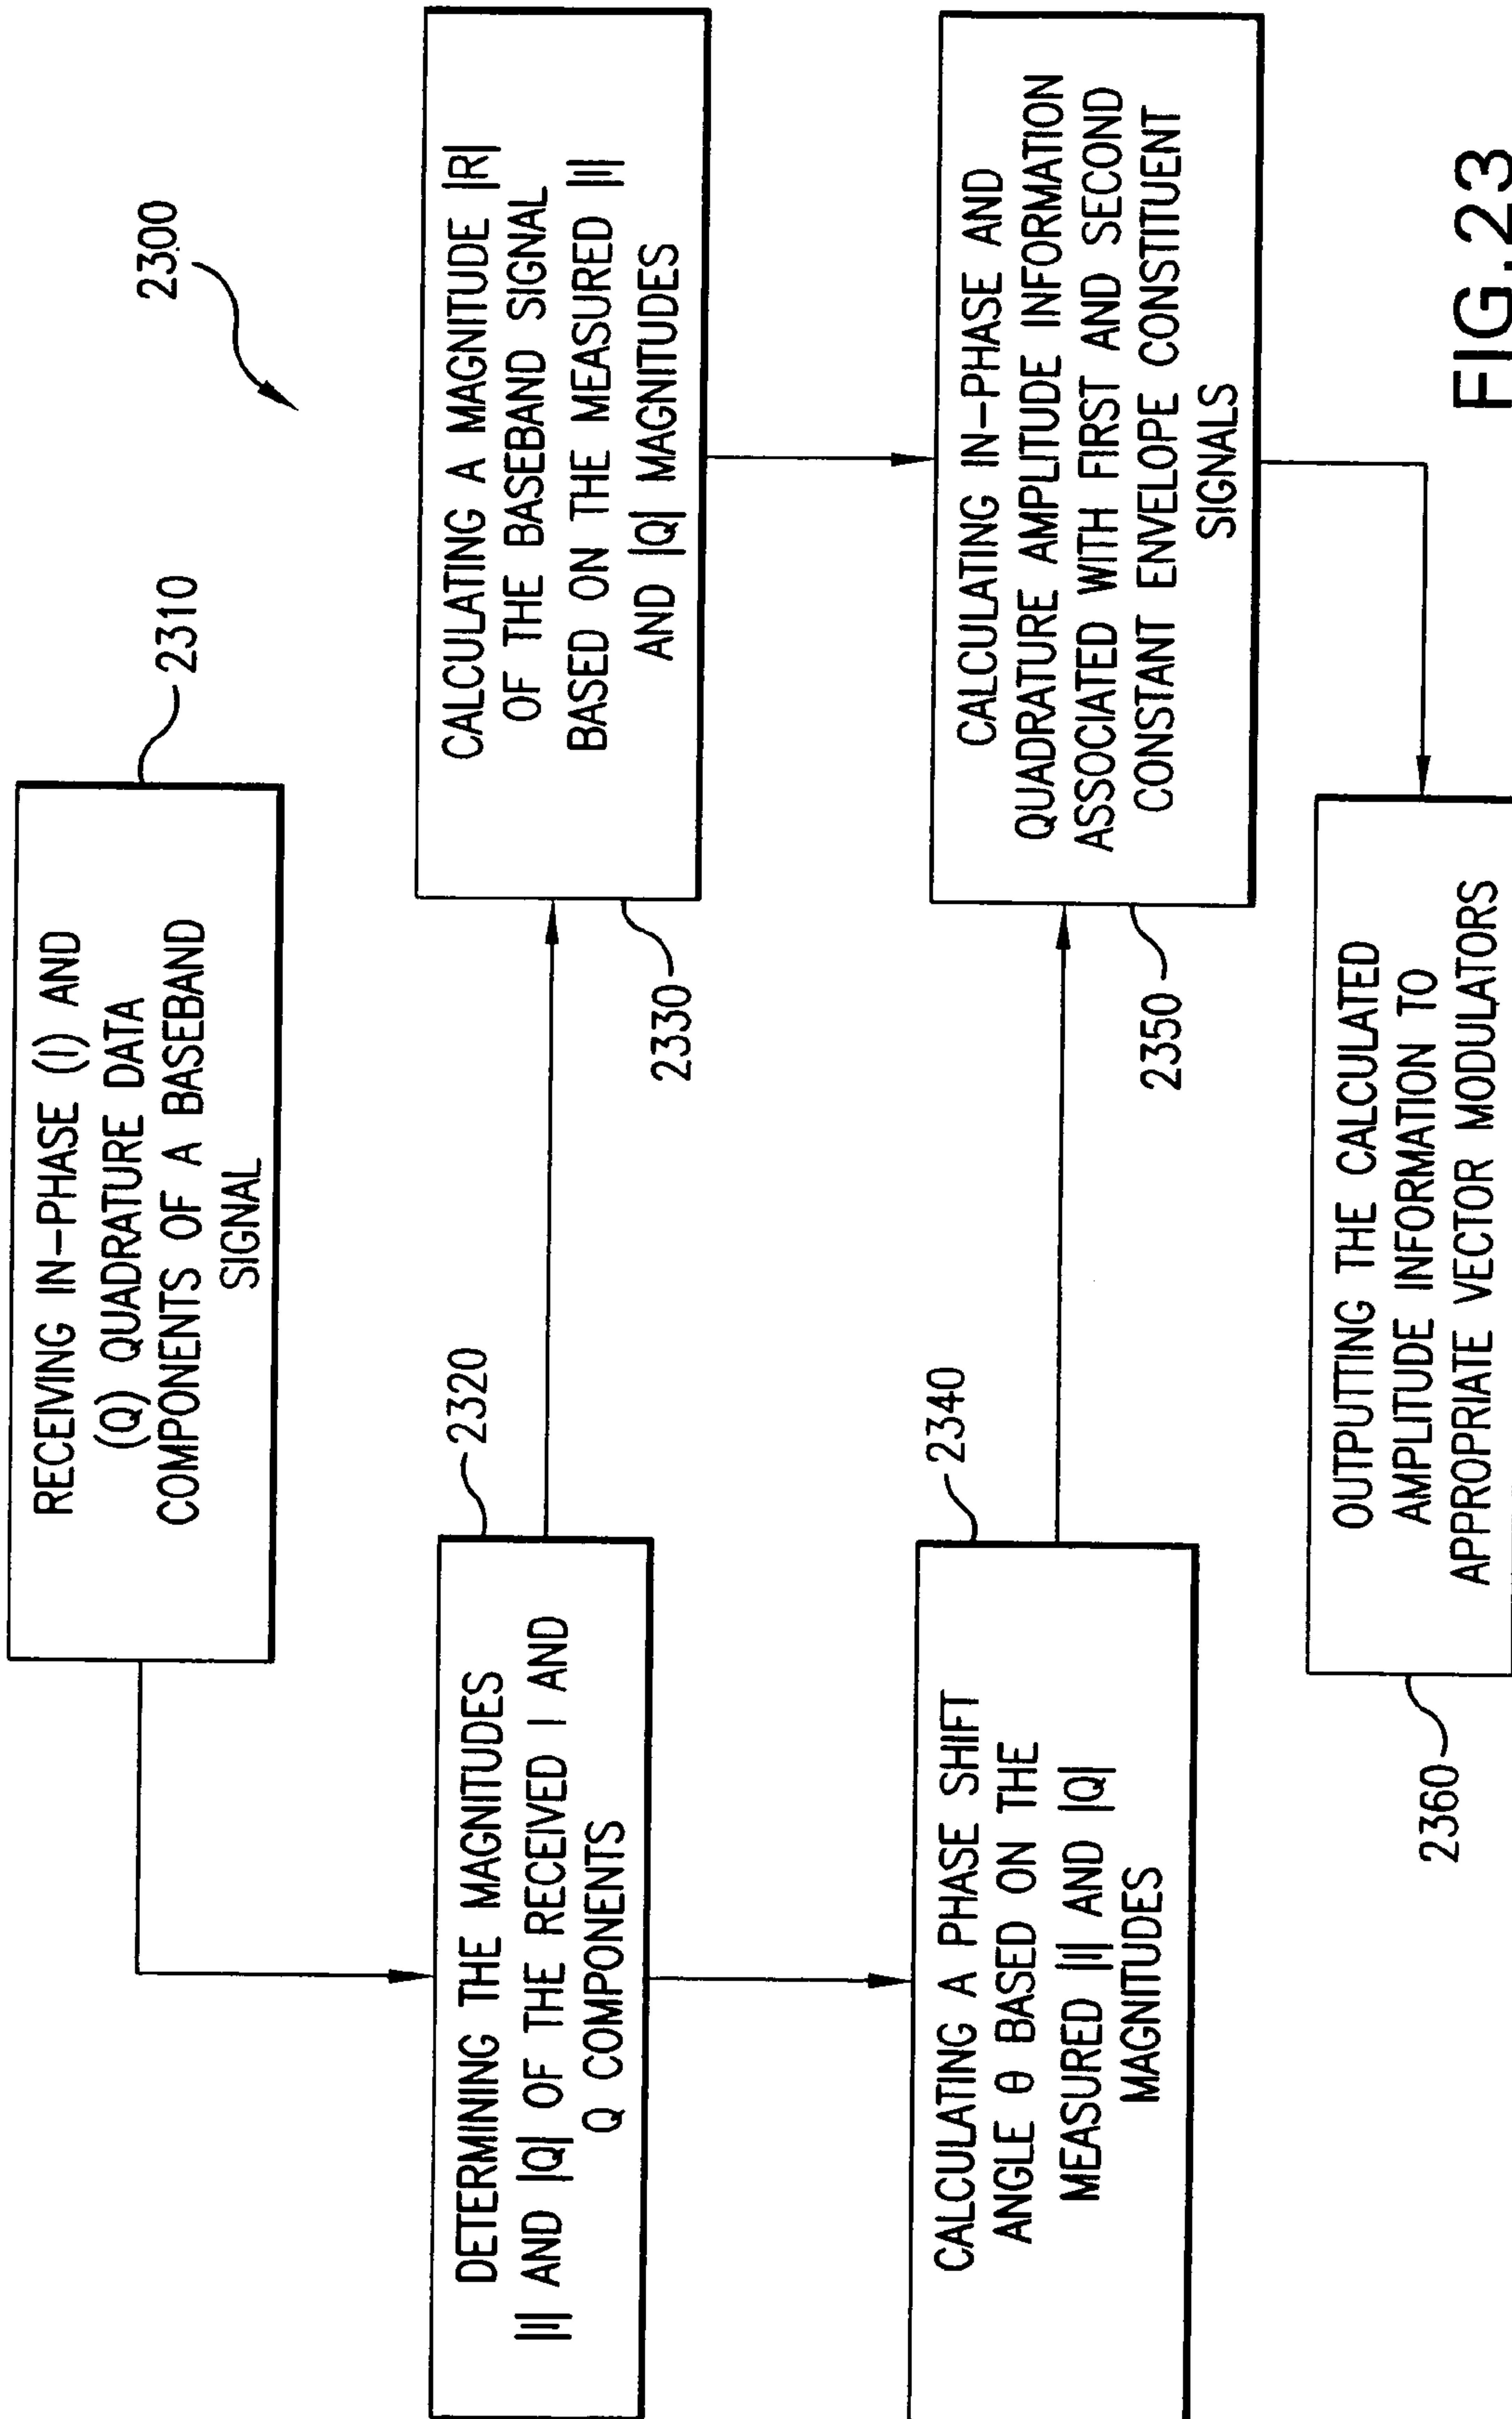 2300
RECEIVING IN-PHASE (I) AND
(Q) QUADRATURE DATA
COMPONENTS OF A BASEBAND
SIGNAL
2310
DETERMINING THE MAGNITUDES
|I| AND |Q| OF THE RECEIVED I AND
Q COMPONENTS
2320
CALCULATING A MAGNITUDE |R|
OF THE BASEBAND SIGNAL
BASED ON THE MEASURED |I|
AND |Q| MAGNITUDES
2330
CALCULATING A PHASE SHIFT
ANGLE θ BASED ON THE
MEASURED |I| AND |Q|
MAGNITUDES
2340
CALCULATING IN-PHASE AND
QUADRATURE AMPLITUDE INFORMATION
ASSOCIATED WITH FIRST AND SECOND
CONSTANT ENVELOPE CONSTITUENT
SIGNALS
2350
OUTPUTTING THE CALCULATED
AMPLITUDE INFORMATION TO
APPROPRIATE VECTOR MODULATORS
2360
FIG.23